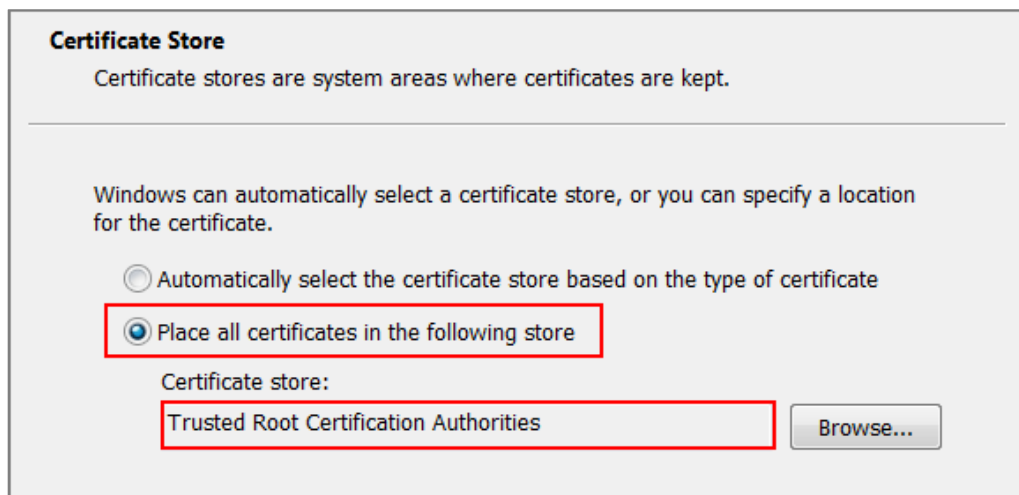 Certificate Store
Certificate stores are system areas where certificates are kept.
Windows can automatically select a certificate store, or you can specify a location
for the certificate.
Automatically select the certificate store based on the type of certificate
Place all certificates in the following store
Certificate store:
Trusted Root Certification Authorities
Browse...